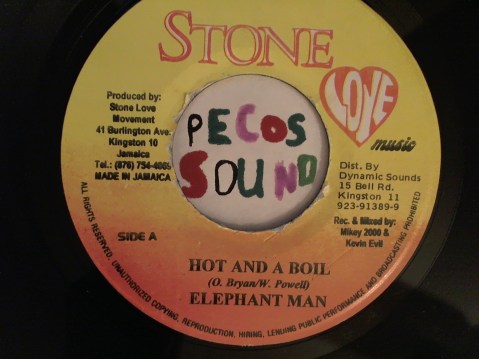 STONE
LOVE
music
Produced by:
Stone Love
Movement
41 Burlington Ave.
Kingston 10
Jamaica
Tel.: (876) 754-4865
MADE IN JAMAICA
PECOS
SOUND
Dist. By
Dynamic Sounds
15 Bell Rd.
Kingston 11
923-91389-9
Rec. & Mixed by:
Mikey 2000 &
Kevin Evil
SIDE A
HOT AND A BOIL
(O. Bryan/W. Powell)
ELEPHANT MAN
ALL RIGHTS RESERVED, UNAUTHORIZED COPYING, REPRODUCTION, HIRING, LENDING PUBLIC PERFORMANCE AND BROADCASTING PROHIBITED